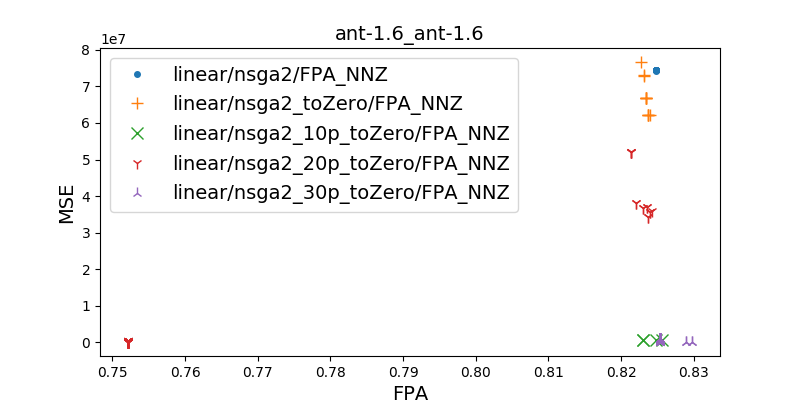 ant-1.6_ant-1.6
1e7
8
7
6
5
4
3
2
1
0
MSE
linear/nsga2/FPA_NNZ
linear/nsga2_toZero/FPA_NNZ
linear/nsga2_10p_toZero/FPA_NNZ
linear/nsga2_20p_toZero/FPA_NNZ
linear/nsga2_30p_toZero/FPA_NNZ
0.75 0.76 0.77 0.78 0.79 0.80 0.81 0.82 0.83
FPA